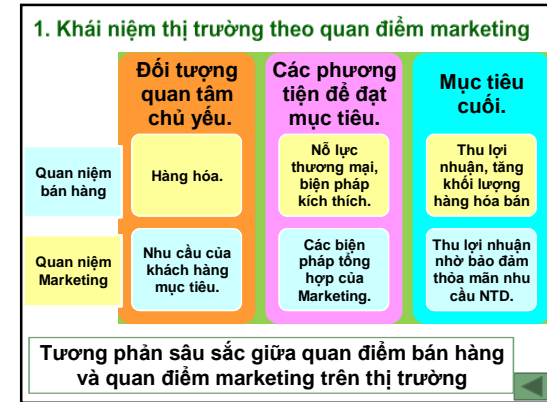 1. Khái niệm thị trường theo quan điểm marketing
Đối tượng
quan tâm
chủ yếu.
Các phương
tiện để đạt
mục tiêu.
Mục tiêu
cuối.
Quan niệm
bán hàng
Hàng hóa.
Nỗ lực
thương mại,
biện pháp
kích thích.
Thu lợi
nhuận, tăng
khối lượng
hàng hóa bán
Quan niệm
Marketing
Nhu cầu của
khách hàng
mục tiêu.
Các biện
pháp tổng
hợp của
Marketing.
Thu lợi nhuận
nhờ bảo đảm
thỏa mãn nhu
cầu NTD.
Tương phản sâu sắc giữa quan điểm bán hàng
và quan điểm marketing trên thị trường